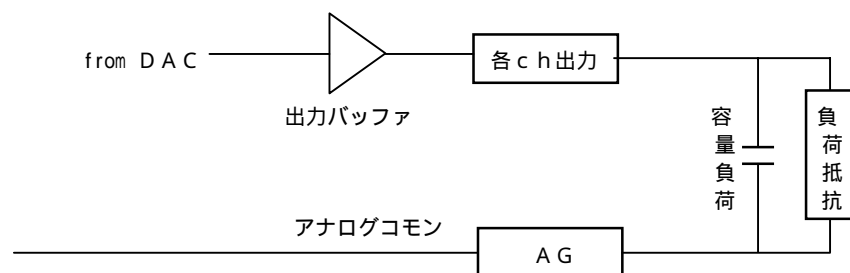 from DAC
各ch出力
出力バッファ
容量負荷
負荷抵抗
アナログコモン
AG